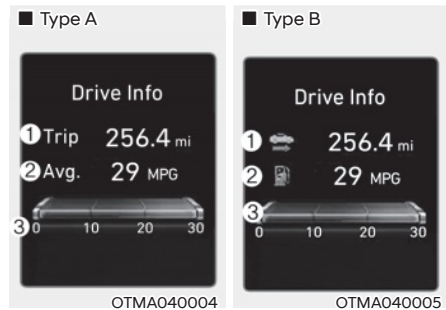 ■ Type A
Drive Info
① Trip 256.4 mi
② Avg. 29 MPG
③
0 10 20 30
OTMA040004
■ Type B
Drive Info
① 256.4 mi
② 29 MPG
③
0 10 20 30
OTMA040005